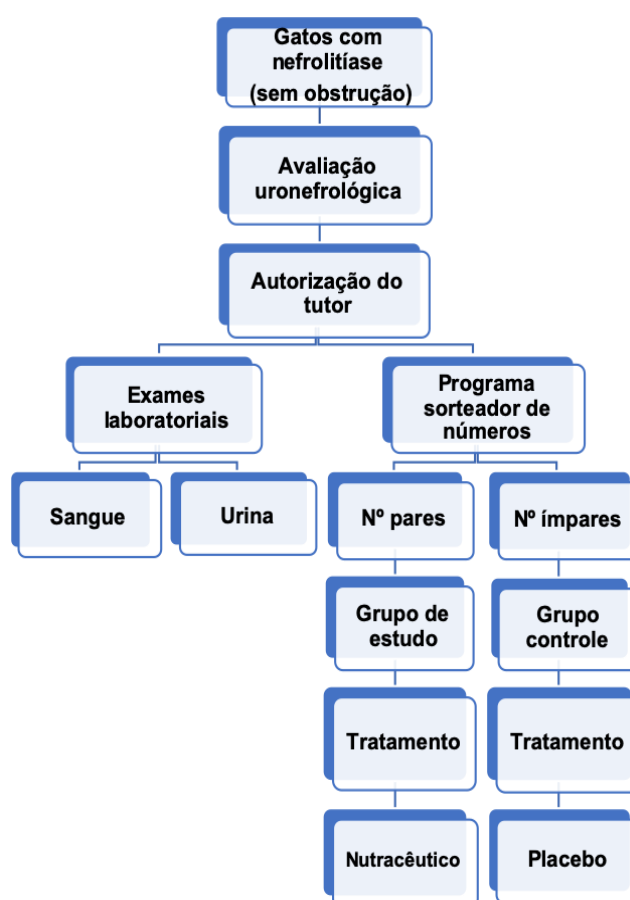 Gatos com
nefrolitíase
(sem obstrução)
Avaliação
uronefrológica
Autorização do
tutor
Exames
laboratoriais
Programa
sorteador de
números
Sangue
Urina
Nº pares
Nº ímpares
Grupo de
estudo
Grupo
controle
Tratamento
Tratamento
Nutracêutico
Placebo